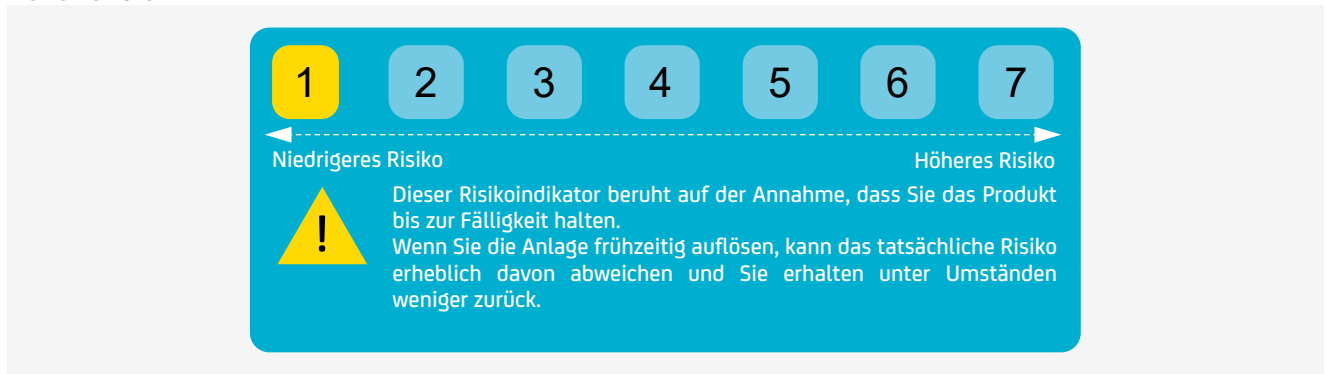 1 2 3 4 5 6 7
Niedrigeres Risiko Höheres Risiko
! Dieser Risikoindikator beruht auf der Annahme, dass Sie das Produkt
bis zur Fälligkeit halten.
Wenn Sie die Anlage frühzeitig auflösen, kann das tatsächliche Risiko
erheblich davon abweichen und Sie erhalten unter Umständen
weniger zurück.